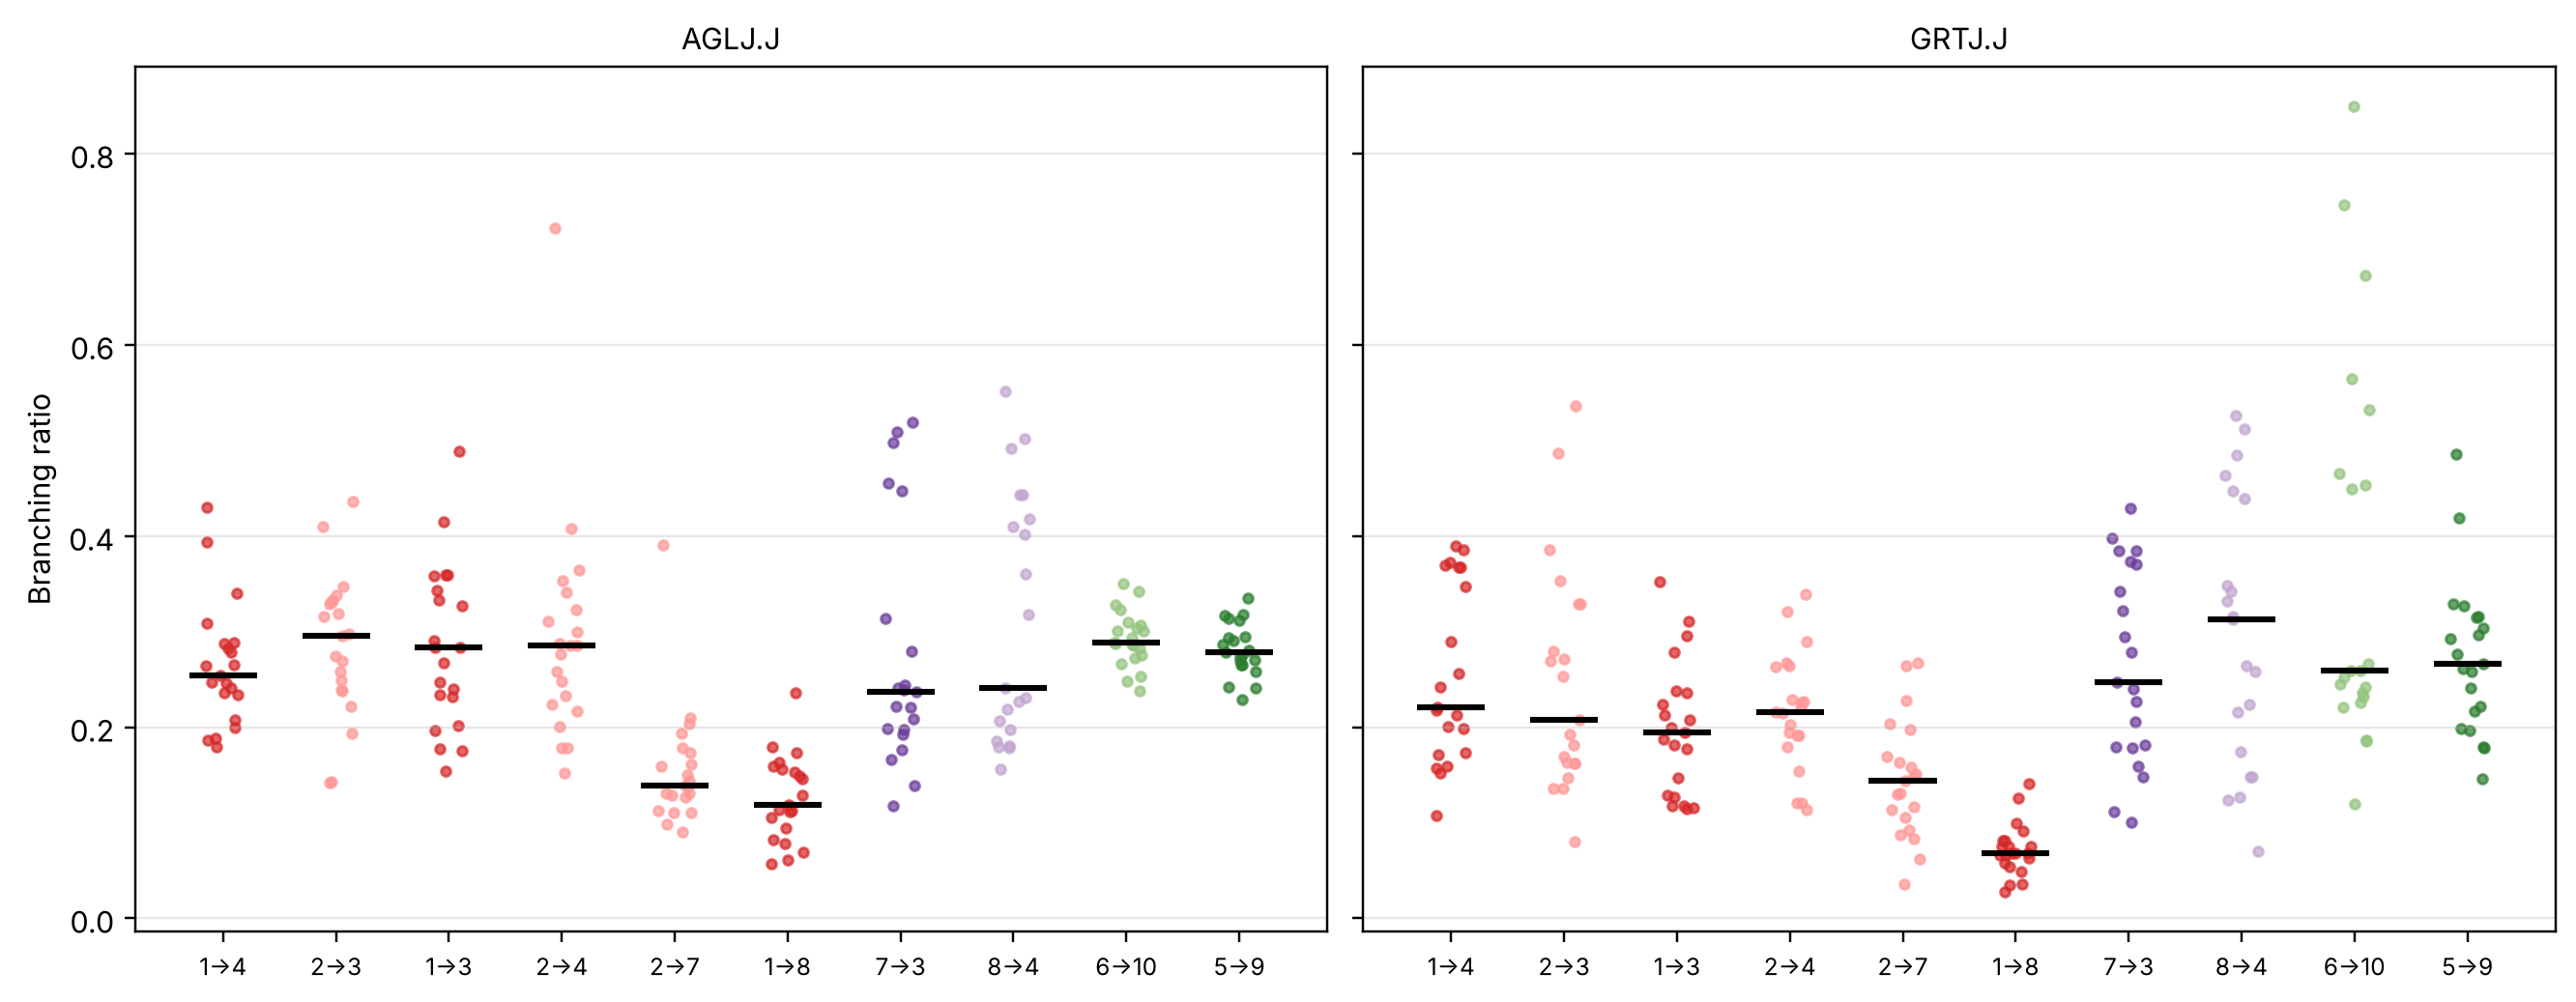 AGLJ.J
GRTJ.J
Branching ratio
0.8
0.6
0.4
0.2
0.0
1→4 2→3 1→3 2→4 2→7 1→8 7→3 8→4 6→10 5→9
1→4 2→3 1→3 2→4 2→7 1→8 7→3 8→4 6→10 5→9